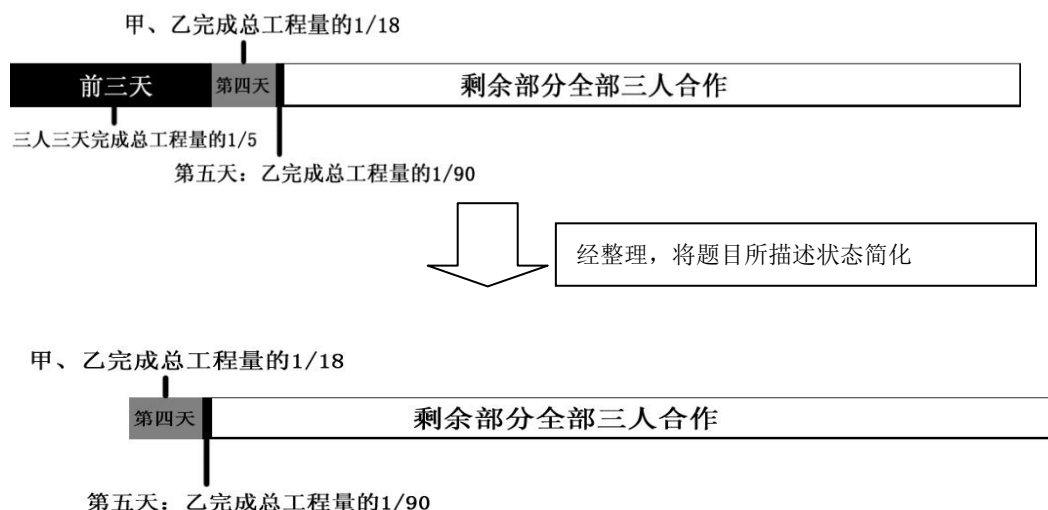 甲、乙完成总工程量的1/18
前三天
第四天
剩余部分全部三人合作
三人三天完成总工程量的1/5
第五天：乙完成总工程量的1/90
经整理，将题目所描述状态简化
甲、乙完成总工程量的1/18
第四天
剩余部分全部三人合作
第五天：乙完成总工程量的1/90